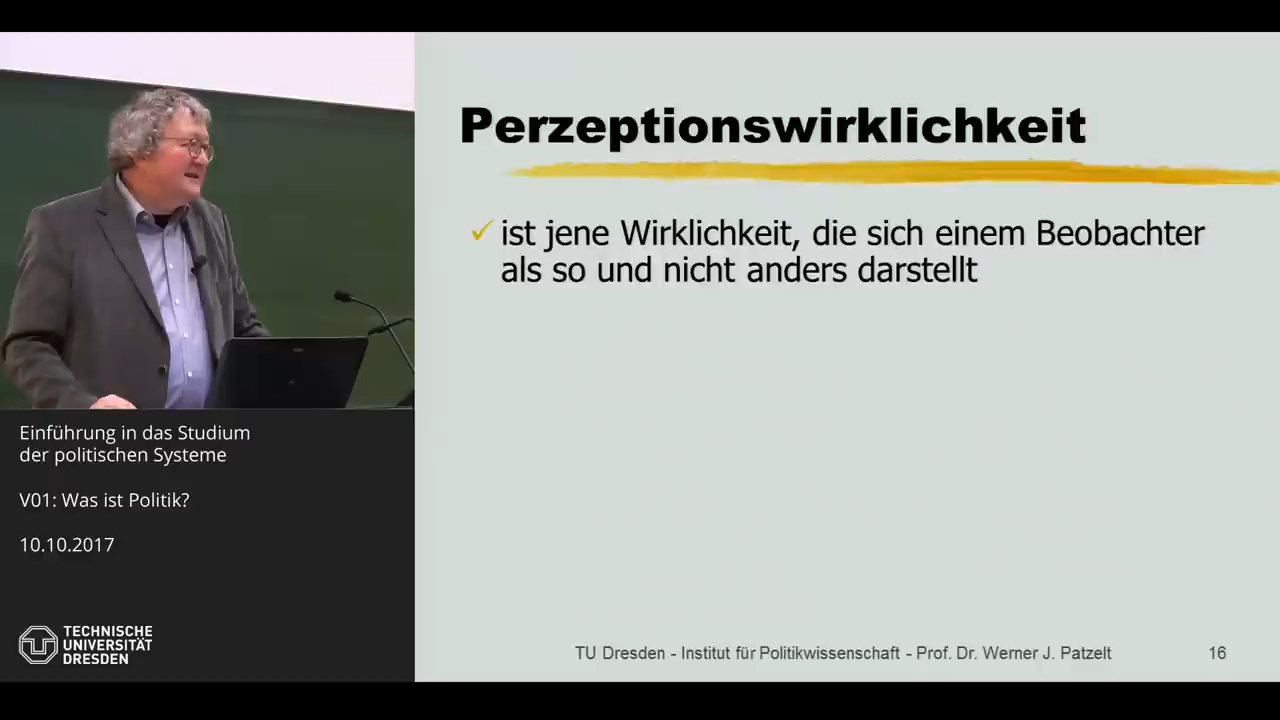 Perzeptionswirklichkeit
ist jene Wirklichkeit, die sich einem Beobachter
als so und nicht anders darstellt
Einführung in das Studium
der politischen Systeme
V01: Was ist Politik?
10.10.2017
TECHNISCHE
UNIVERSITÄT
DRESDEN
TU Dresden - Institut für Politikwissenschaft - Prof. Dr. Werner J. Patzelt
16